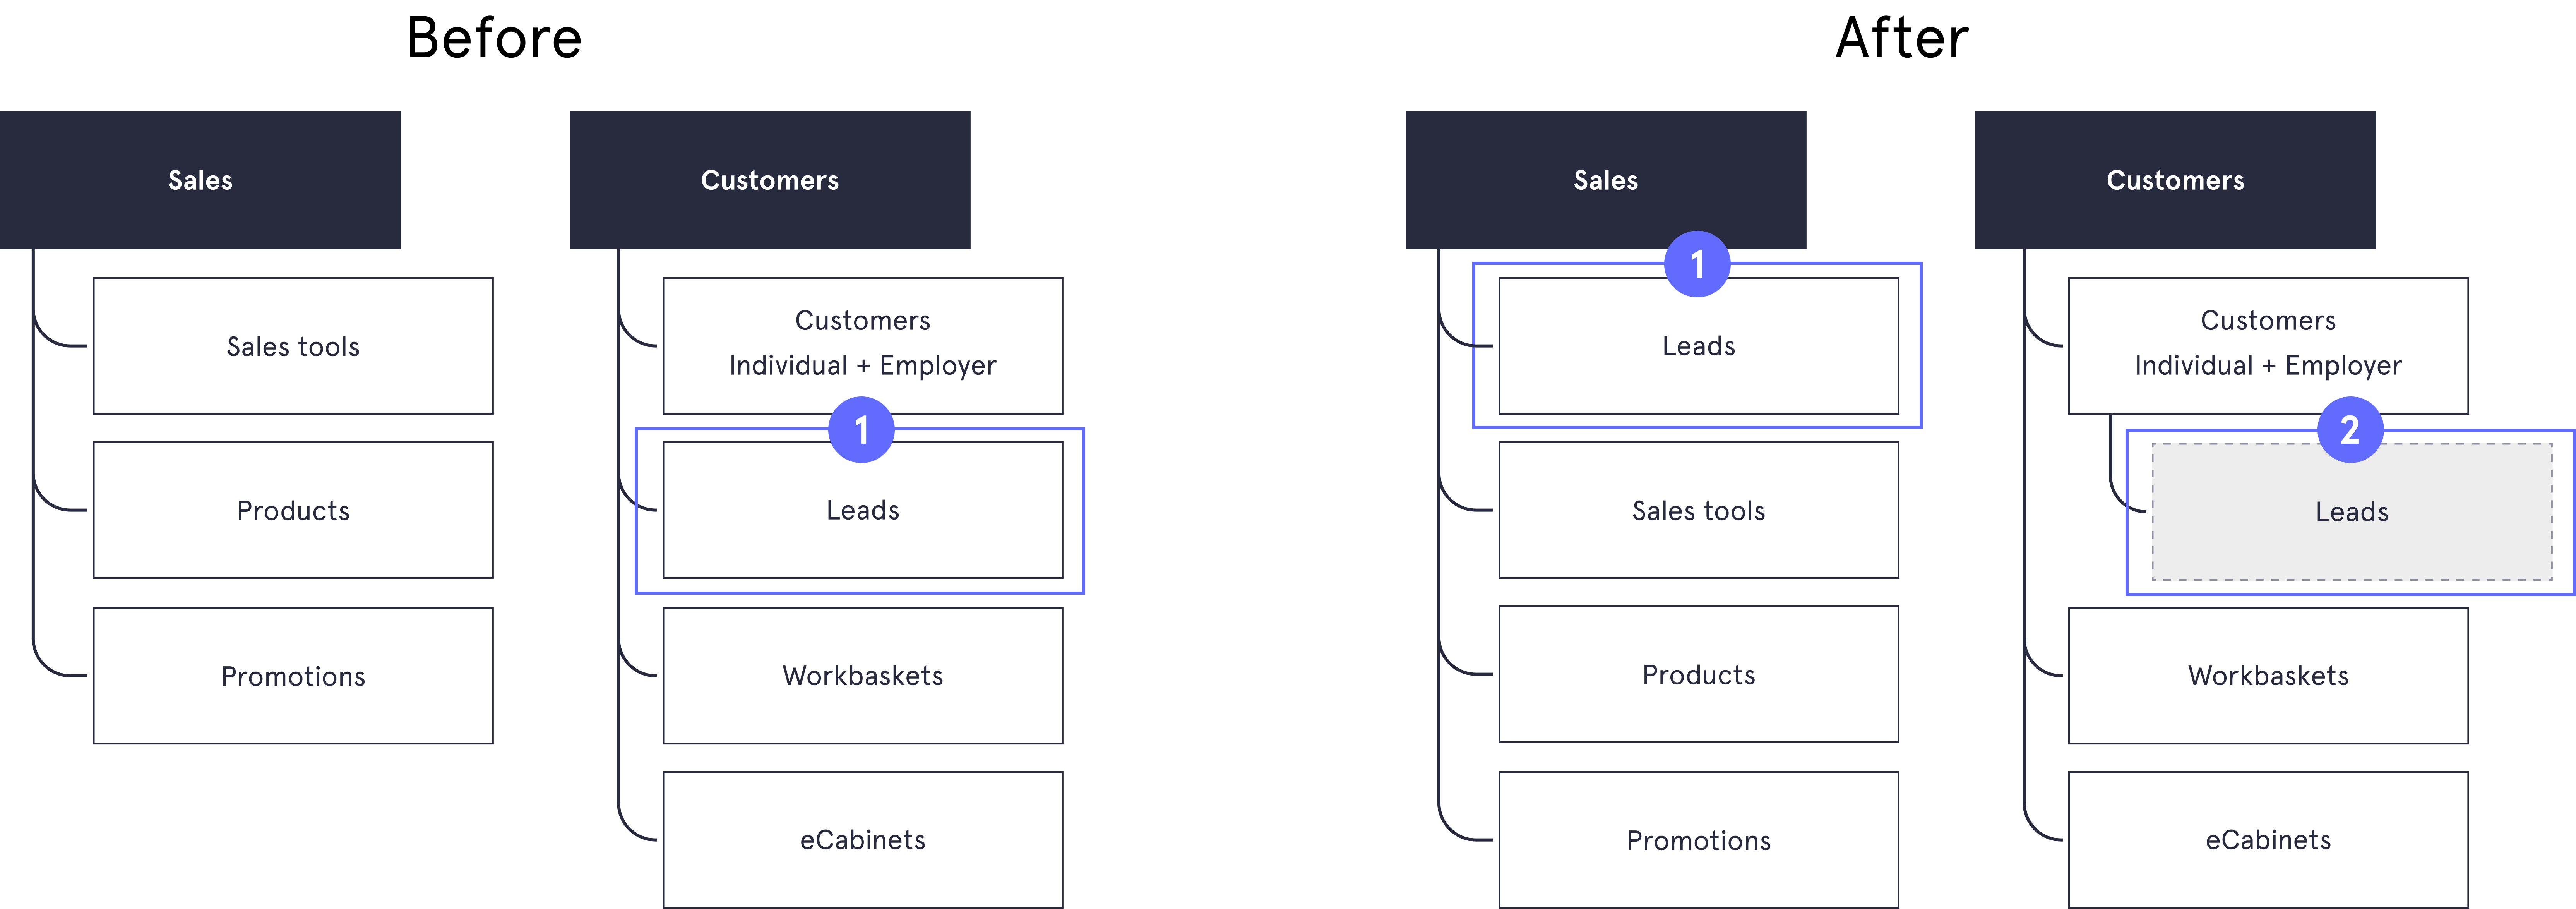 Before
Sales
Sales tools
Products
Promotions
Customers
Customers
Individual + Employer
1
Leads
Workbaskets
eCabinets
After
Sales
1
Leads
Sales tools
Products
Promotions
Customers
Customers
Individual + Employer
2
Leads
Workbaskets
eCabinets